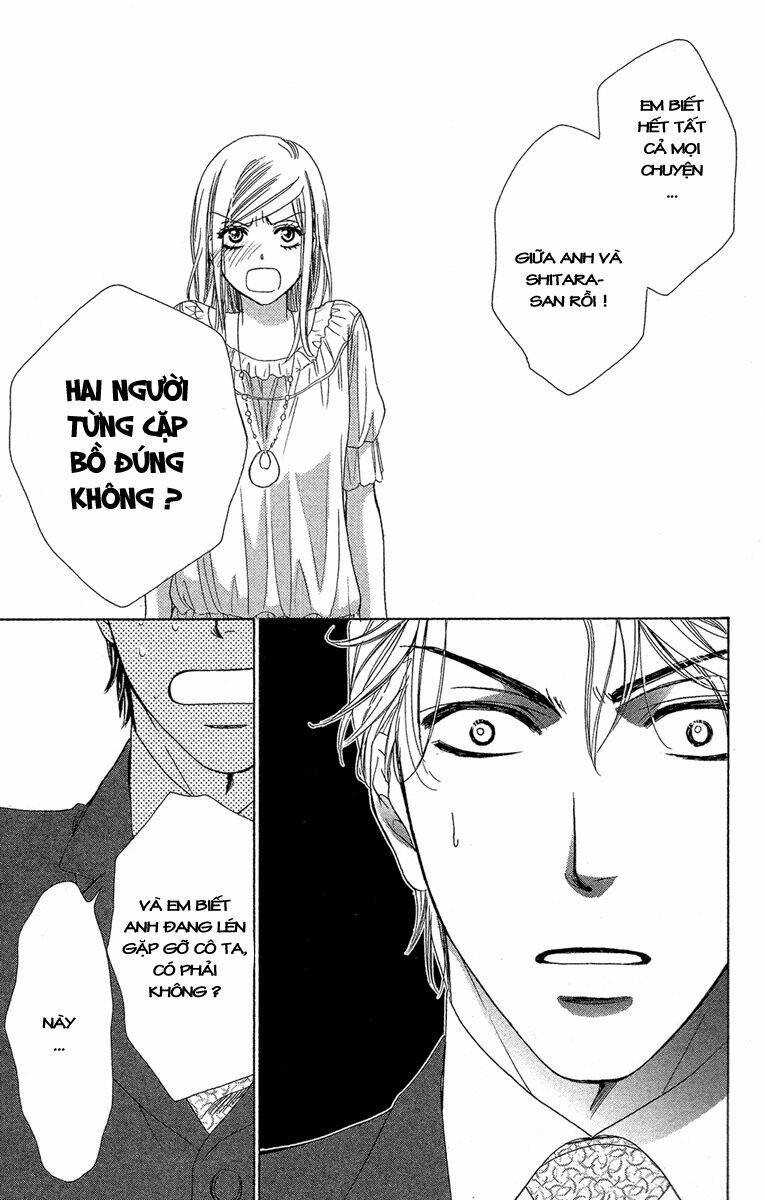 EM BIẾT
HẾT TẤT
CẢ MỌI
CHUYỆN
...
GIỮA ANH VÀ
SHITARA-
SAN RỒI !
HAI NGƯỜI
TỪNG CẶP
BỒ ĐÚNG
KHÔNG ?
VÀ EM BIẾT
ANH ĐANG LÉN
GẶP GỠ CÔ TA,
CÓ PHẢI
KHÔNG ?
NÀY
...